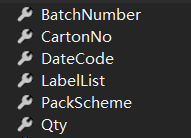 BatchNumber
CartonNo
DateCode
LabelList
PackScheme
Qty